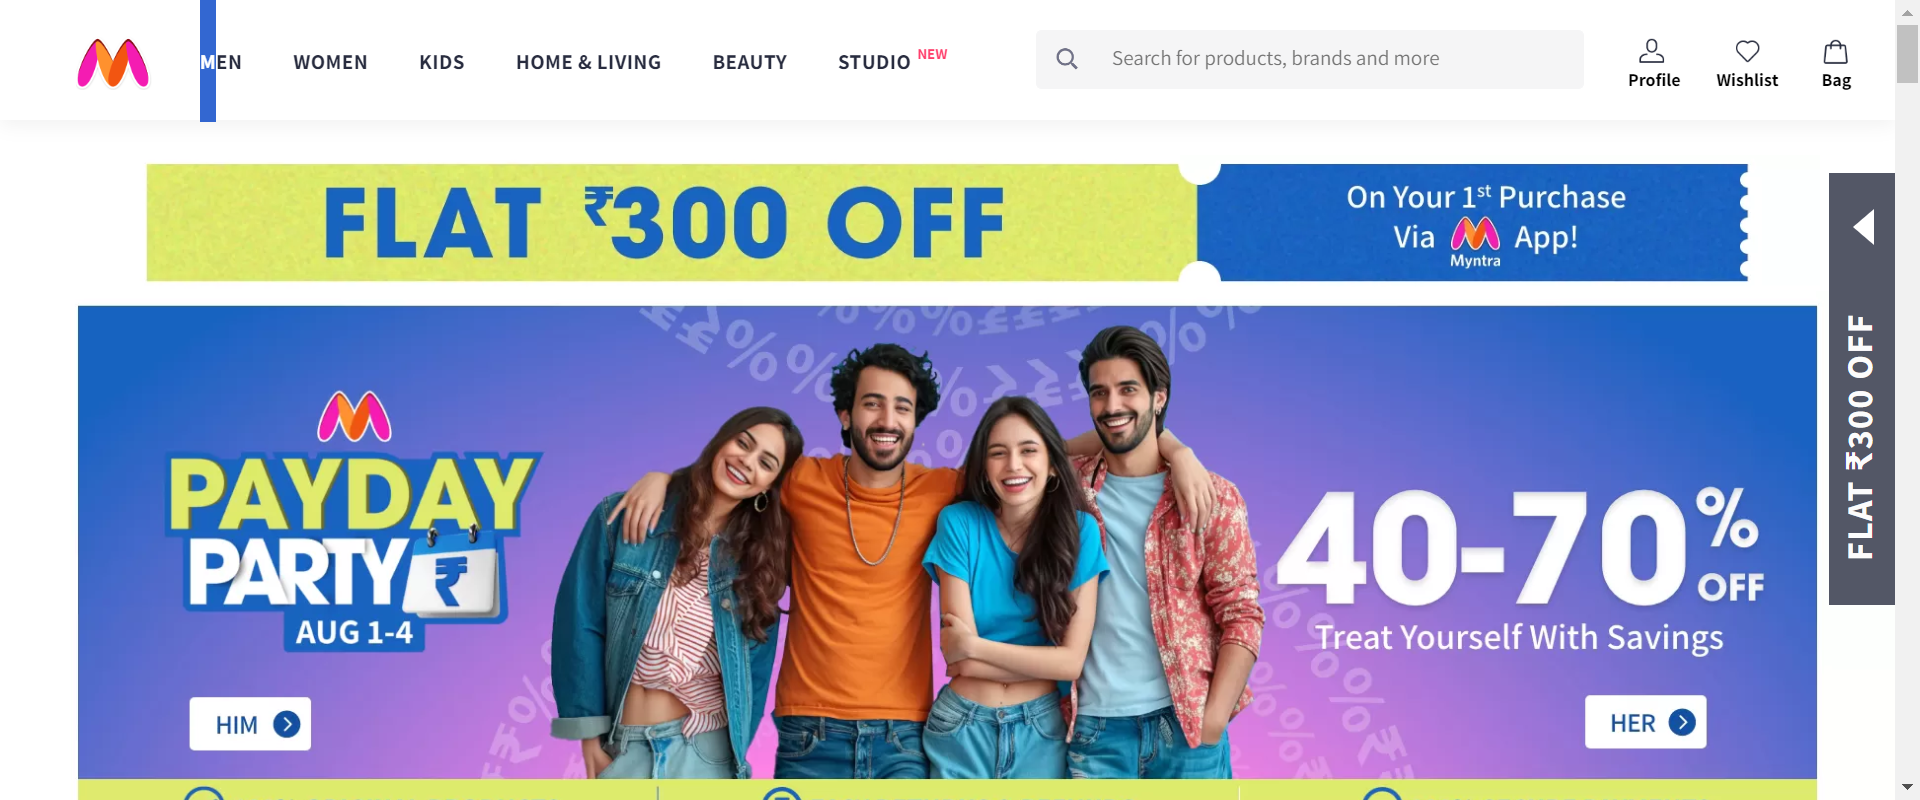 MEN
WOMEN
KIDS
HOME & LIVING
BEAUTY
STUDIO NEW
Search for products, brands and more
Profile
Wishlist
Bag
FLAT ₹300 OFF
On Your 1st Purchase
Via Myntra App!
FLAT ₹300 OFF
PAYDAY
PARTY
₹
AUG 1-4
HIM
40-70% OFF
Treat Yourself With Savings
HER